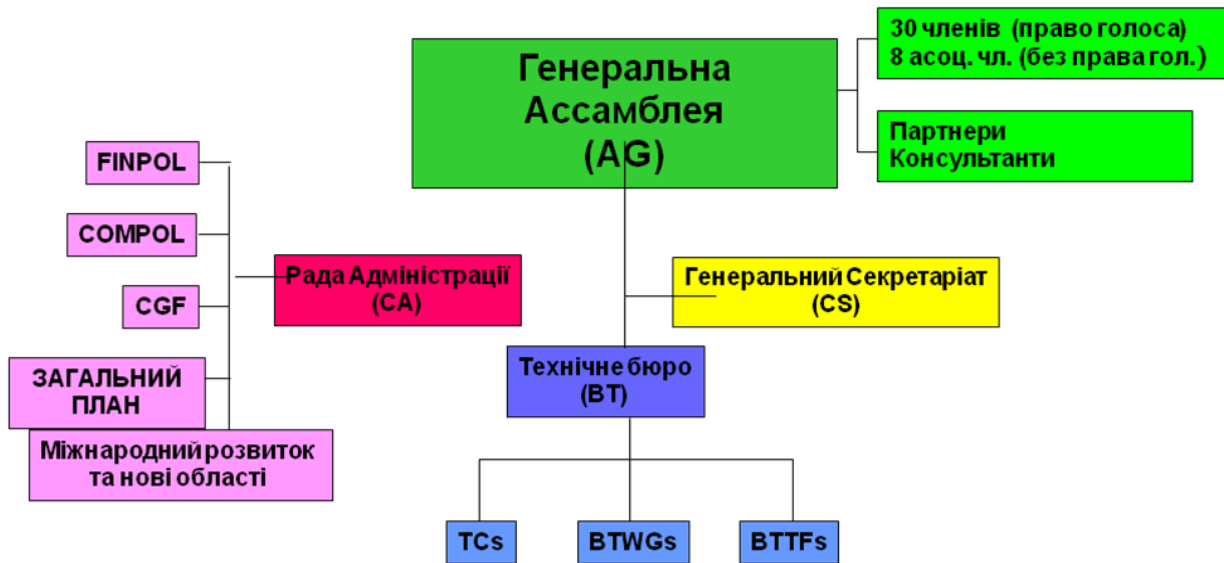 Генеральна
Ассамблея
(AG)
30 членів (право голоса)
8 асоц. чл. (без права гол.)
Партнери
Консультанти
FINPOL
COMPOL
CGF
ЗАГАЛЬНИЙ
ПЛАН
Міжнародний розвиток
та нові області
Рада Адміністрації
(CA)
Генеральний Секретаріат
(CS)
Технічне бюро
(BT)
TCs
BTWGs
BTTFs